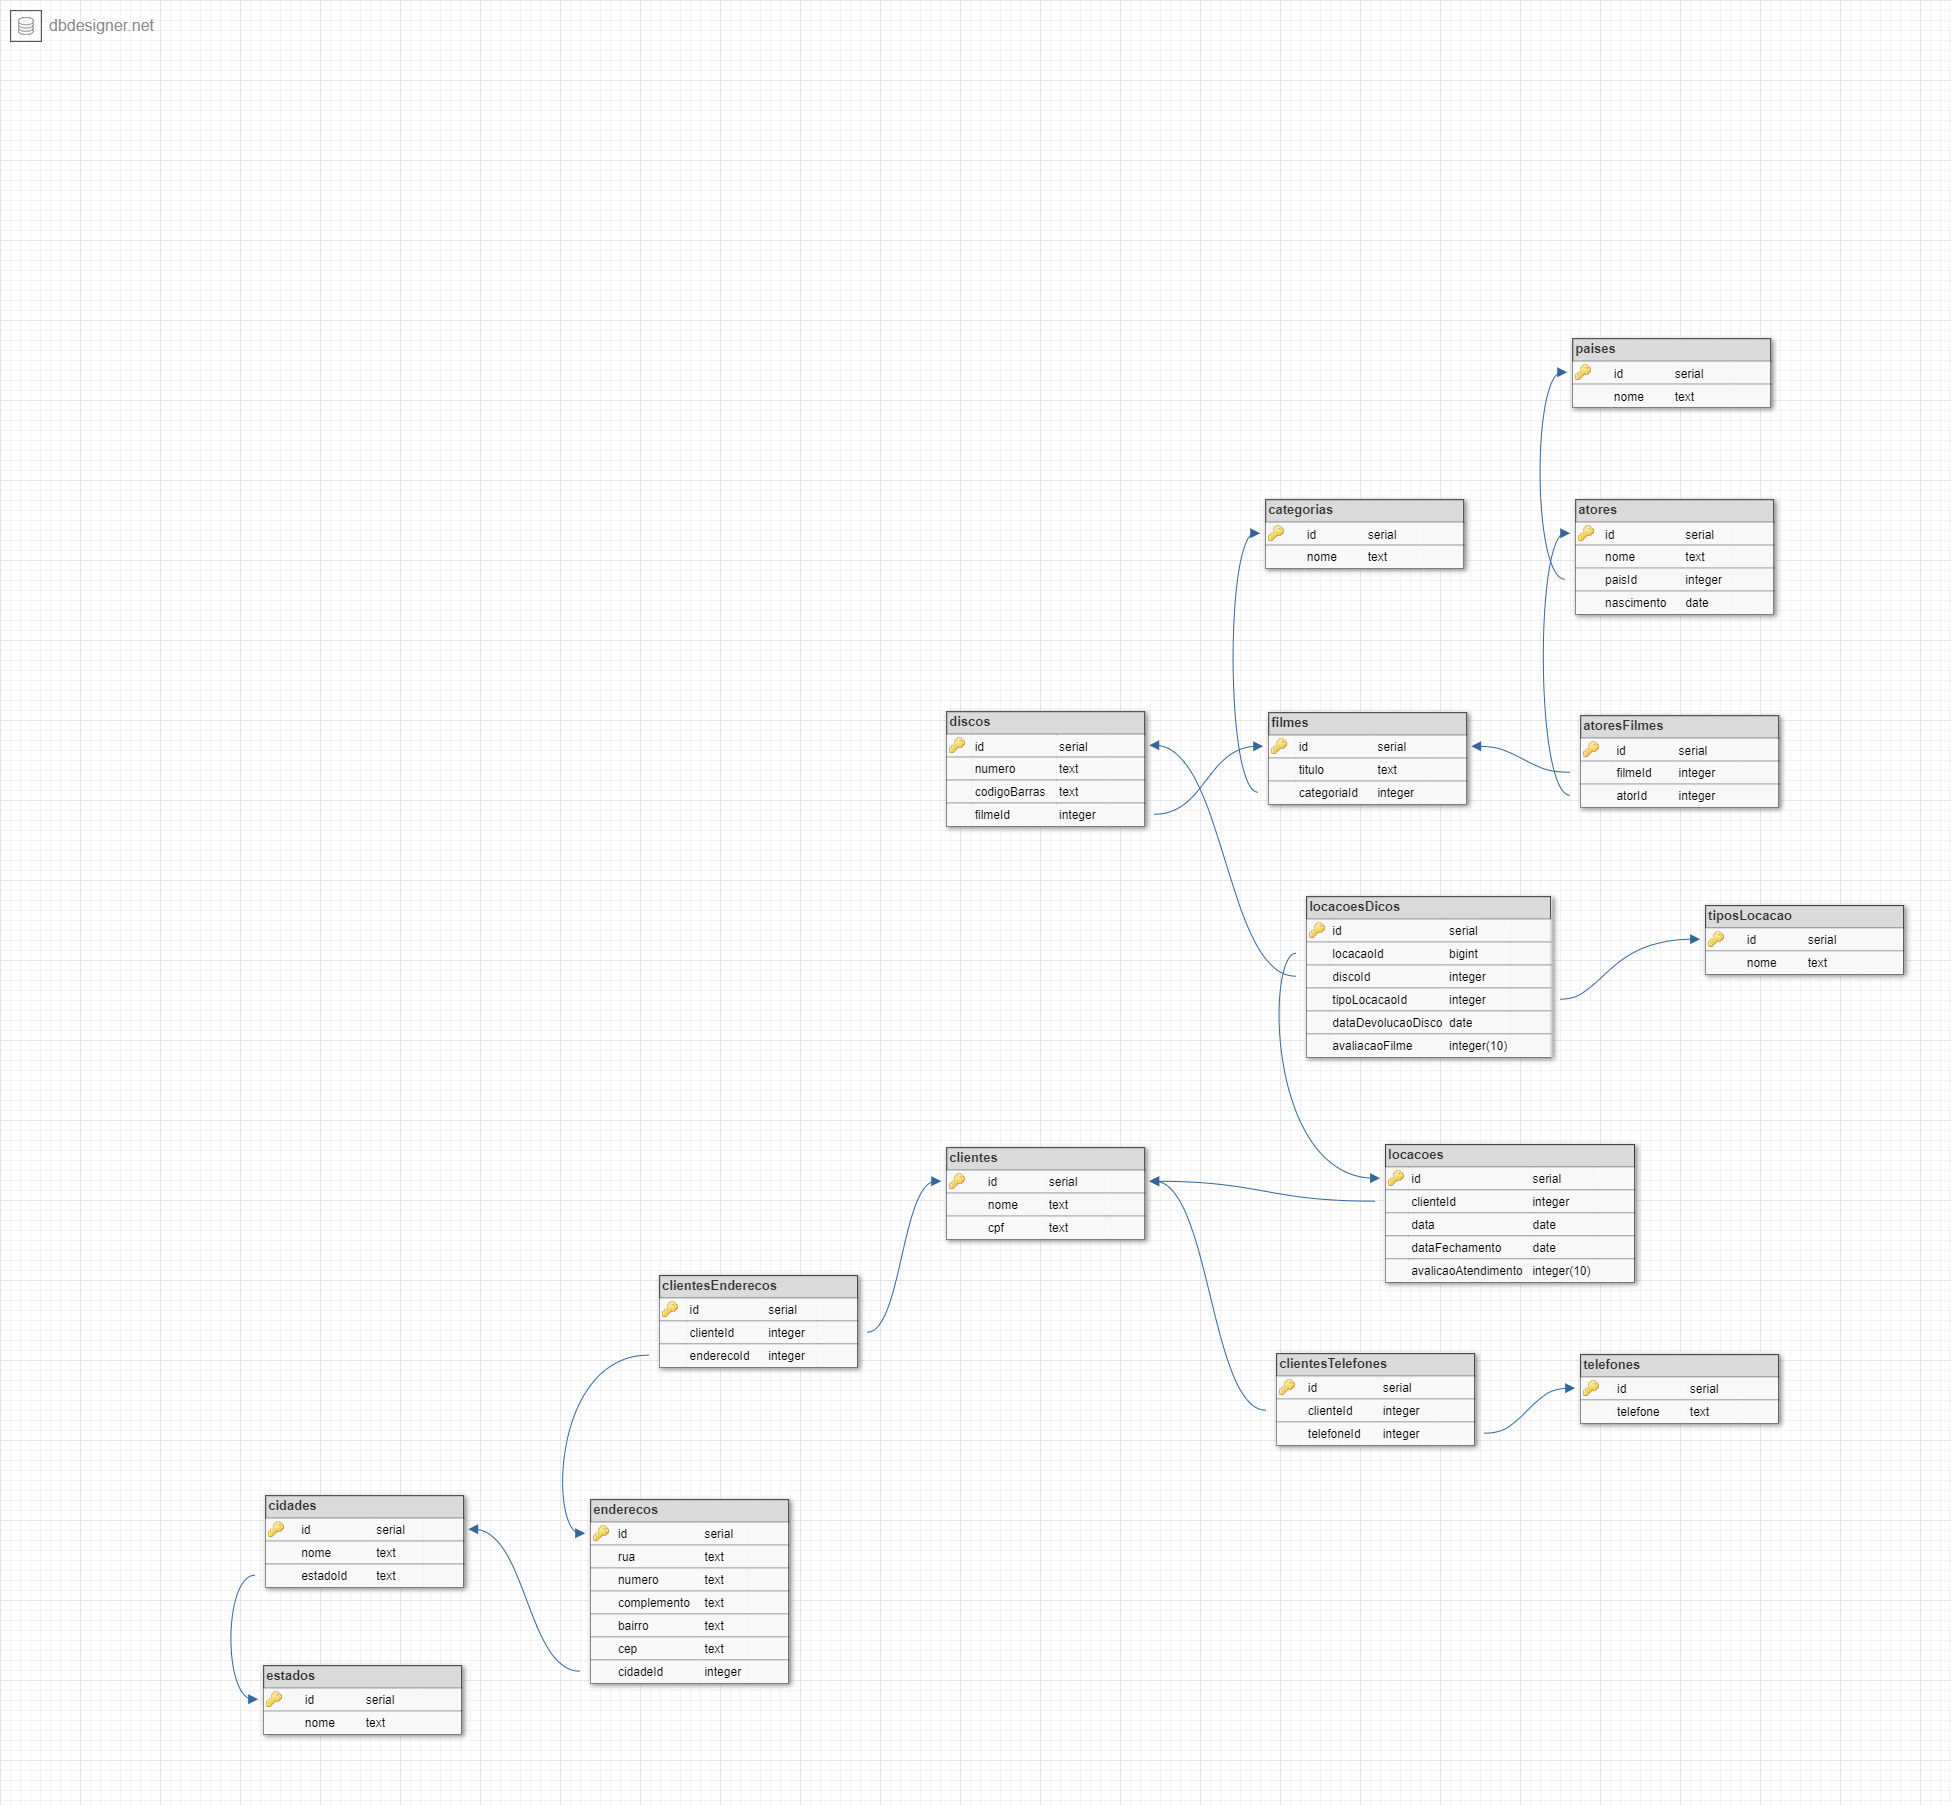 dbdesigner.net
paises
id serial
nome text
categorias
id serial
nome text
atores
id serial
nome text
paisId integer
nascimento date
discos
id serial
numero text
codigoBarras text
filmeId integer
filmes
id serial
titulo text
categoriaId integer
atoresFilmes
id serial
filmeId integer
atorId integer
locacoesDicos
id serial
locacaoId bigint
discoId integer
tipoLocacaoId integer
dataDevolucaoDisco date
avaliacaoFilme integer(10)
tiposLocacao
id serial
nome text
clientes
id serial
nome text
cpf text
locacoes
id serial
clienteId integer
data date
dataFechamento date
avalicaoAtendimento integer(10)
clientesEnderecos
id serial
clienteId integer
enderecoId integer
clientesTelefones
id serial
clienteId integer
telefoneId integer
telefones
id serial
telefone text
cidades
id serial
nome text
estadoId text
enderecos
id serial
rua text
numero text
complemento text
bairro text
cep text
cidadeId integer
estados
id serial
nome text